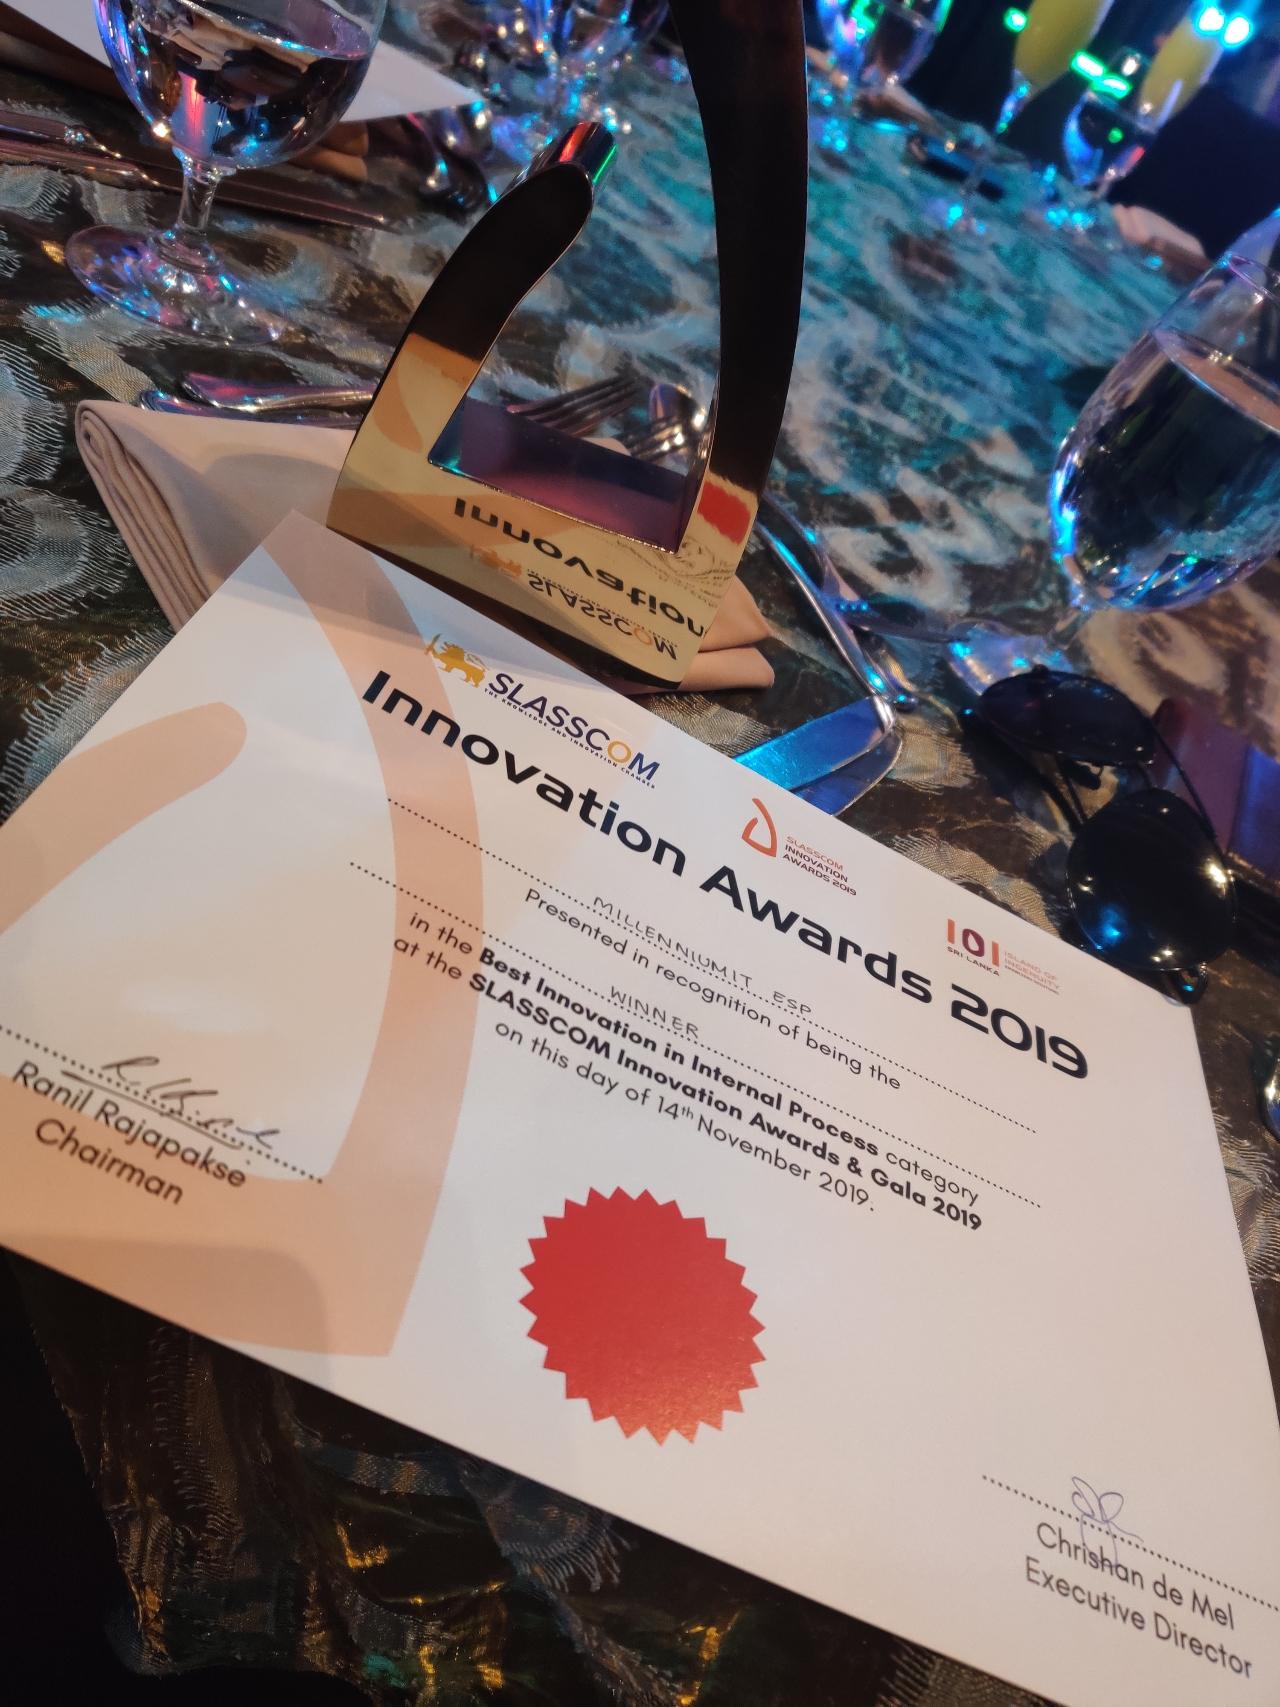 SLASSCOM
THE KNOWLEDGE AND INNOVATION CHAMBER
SLASSCOM
INNOVATION
AWARDS 2019
IOI
SRI LANKA
ISLAND OF
INGENUITY
Innovation Awards 2019
MILLENNIUMIT ESP
Presented in recognition of being the
WINNER
in the Best Innovation in Internal Process category
at the SLASSCOM Innovation Awards & Gala 2019
on this day of 14th November 2019.
Ranil Rajapakse
Chairman
Chrishan de Mel
Executive Director